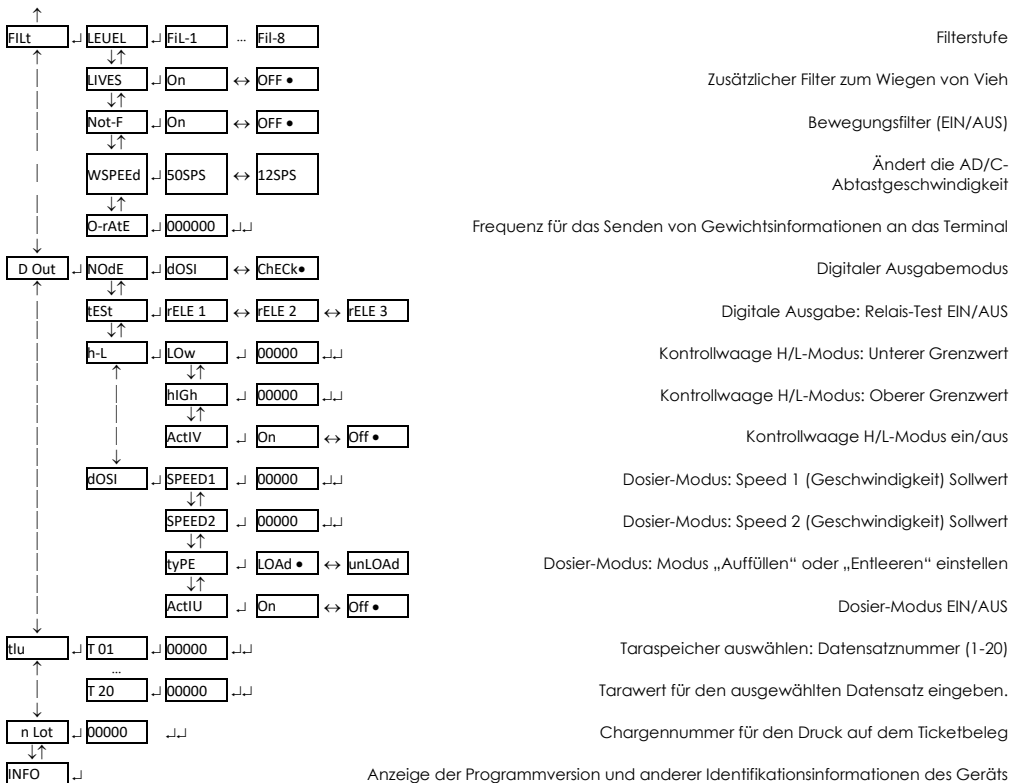 ↑
FILt ↵ LEUEL ↵ FiL-1 … Fil-8 Filterstufe
↓↑
LIVES ↵ On ↔ OFF • Zusätzlicher Filter zum Wiegen von Vieh
↓↑
Not-F ↵ On ↔ OFF • Bewegungsfilter (EIN/AUS)
↓↑
WSPEEd ↵ 50SPS ↔ 12SPS Ändert die AD/C-
Abtastgeschwindigkeit
↓↑
O-rAtE ↵ 000000 ↵↵ Frequenz für das Senden von Gewichtsinformationen an das Terminal
D Out ↵ NOdE ↵ dOSI ↔ ChECk• Digitaler Ausgabemodus
↓↑
tESt ↵ rELE 1 ↔ rELE 2 ↔ rELE 3 Digitale Ausgabe: Relais-Test EIN/AUS
↓↑
h-L ↵ LOw ↵ 00000 ↵↵ Kontrollwaage H/L-Modus: Unterer Grenzwert
↓↑
hIGh ↵ 00000 ↵↵ Kontrollwaage H/L-Modus: Oberer Grenzwert
↓↑
ActIV ↵ On ↔ Off • Kontrollwaage H/L-Modus ein/aus
dOSI ↵ SPEED1 ↵ 00000 ↵↵ Dosier-Modus: Speed 1 (Geschwindigkeit) Sollwert
↓↑
SPEED2 ↵ 00000 ↵↵ Dosier-Modus: Speed 2 (Geschwindigkeit) Sollwert
↓↑
tyPE ↵ LOAd • ↔ unLOAd Dosier-Modus: Modus „Auffüllen“ oder „Entleeren“ einstellen
↓↑
ActIU ↵ On ↔ Off • Dosier-Modus EIN/AUS
tlu ↵ T 01 ↵ 00000 ↵↵ Taraspeicher auswählen: Datensatznummer (1-20)
…
T 20 ↵ 00000 ↵↵ Tarawert für den ausgewählten Datensatz eingeben.
n Lot ↵ 00000 ↵↵ Chargennummer für den Druck auf dem Ticketbeleg
↓↑
INFO ↵ Anzeige der Programmversion und anderer Identifikationsinformationen des Geräts